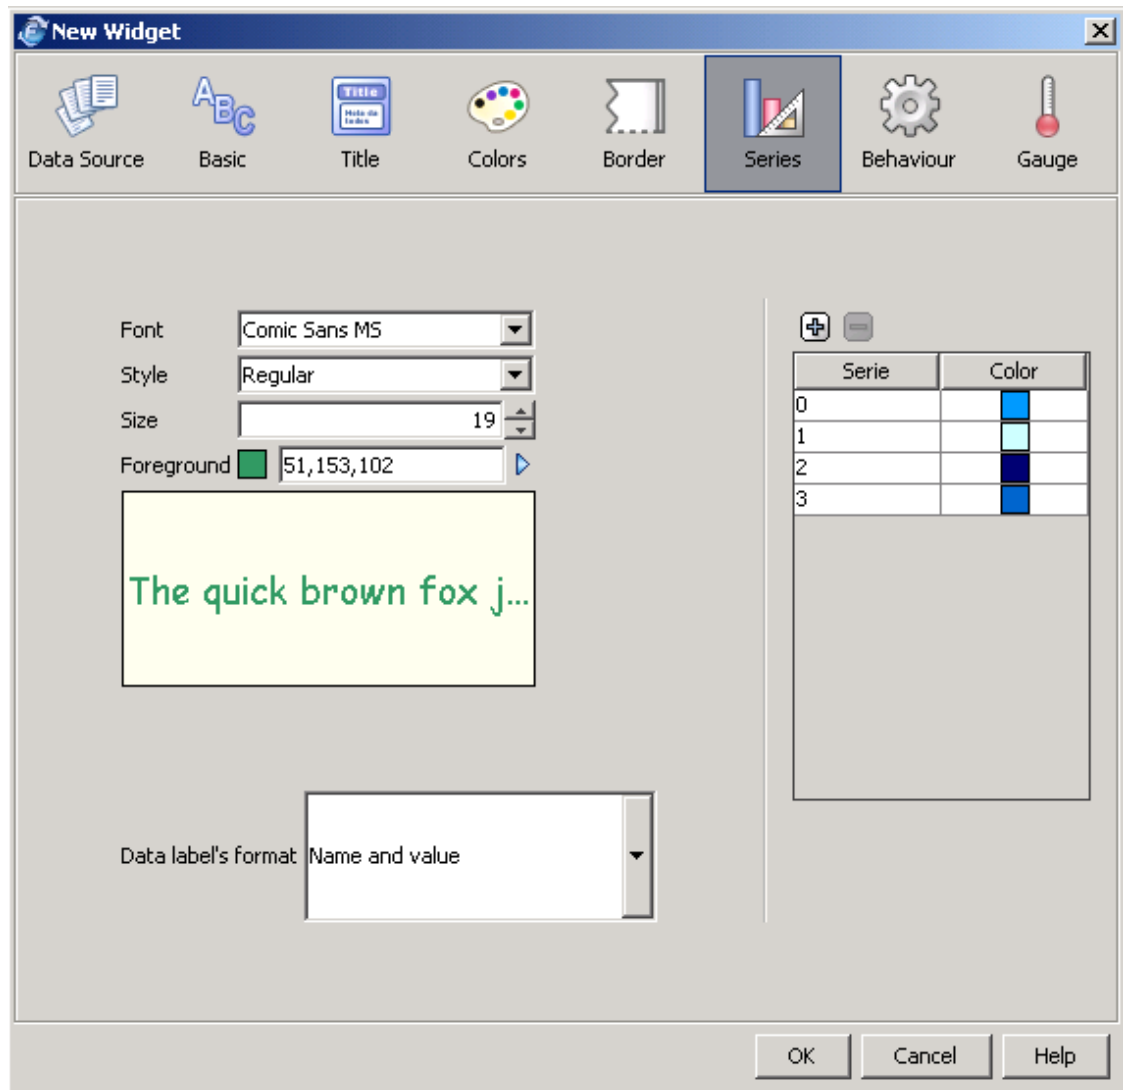 New Widget
ABC
Title
Data Source
Basic
Title
Colors
Border
Series
Behaviour
Gauge
Font
Comic Sans MS
Style
Regular
Size
19
Foreground
51,153,102
The quick brown fox j...
Data label's format
Name and value
Serie
Color
0
1
2
3
OK
Cancel
Help